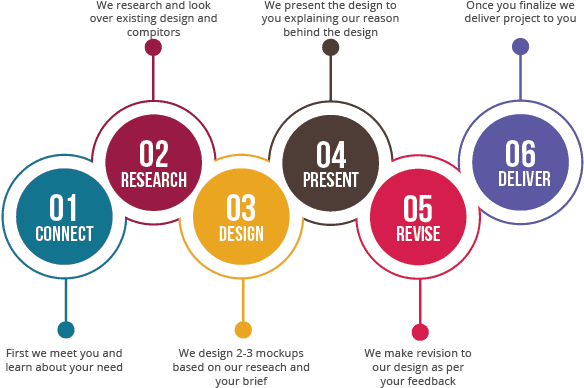 We research and look
over existing design and
compitors
We present the design to
you explaining our reason
behind the design
Once you finalize we
deliver project to you
01
CONNECT
02
RESEARCH
03
DESIGN
04
PRESENT
05
REVISE
06
DELIVER
First we meet you and
learn about your need
We design 2-3 mockups
based on our reseach and
your brief
We make revision to
our design as per
your feedback